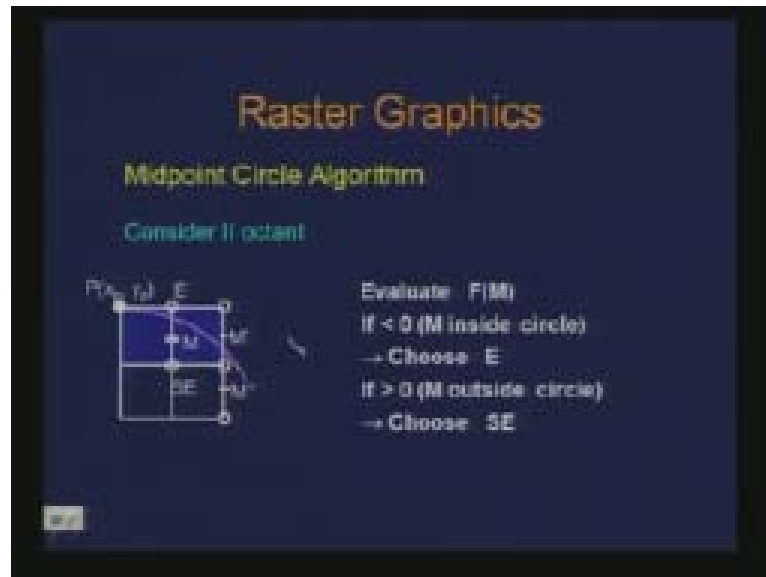 Raster Graphics
Midpoint Circle Algorithm
Consider II octant
E
M M'
SE M"
Evaluate F(M)
If < 0 (M inside circle)
→ Choose E
If > 0 (M outside circle)
→ Choose SE